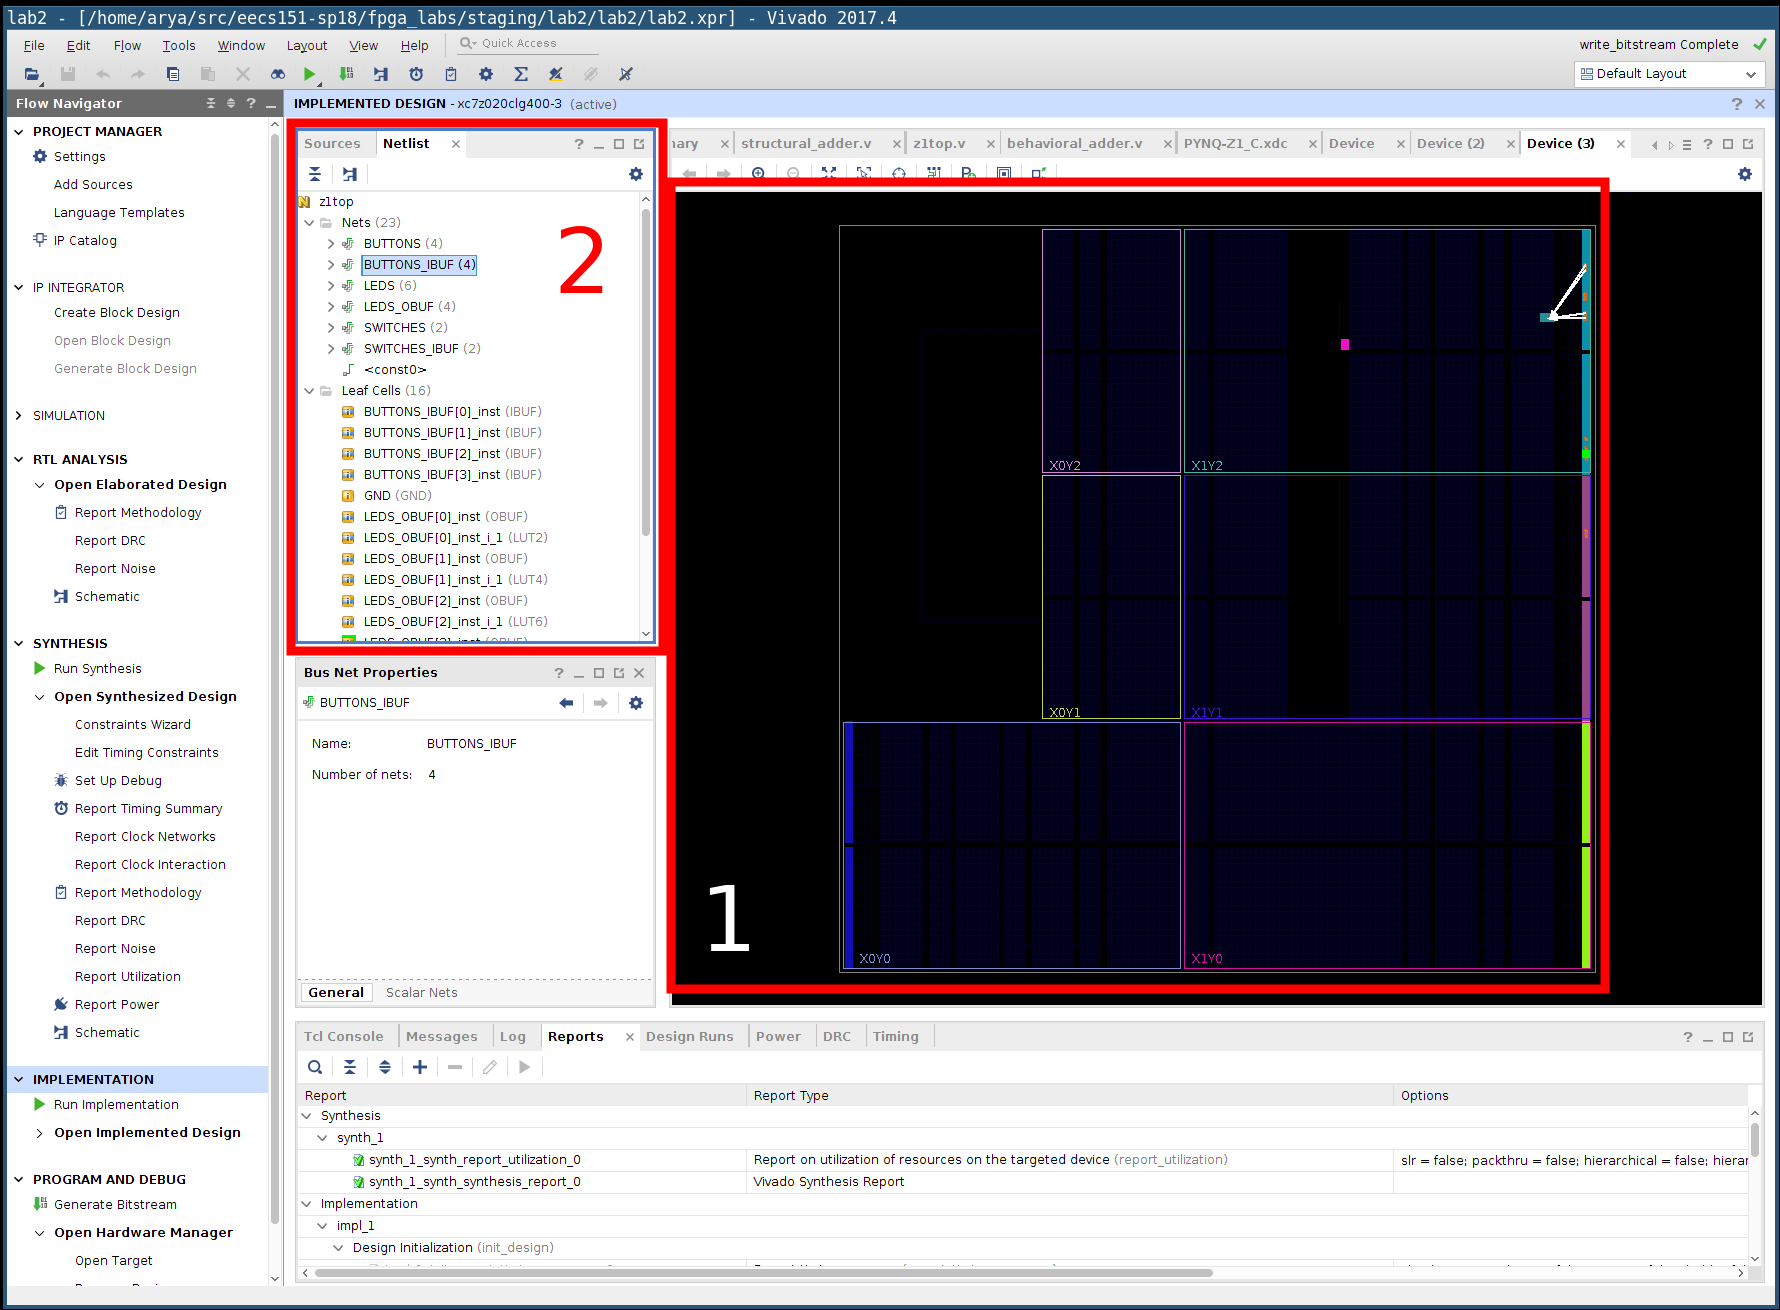 lab2 - [/home/arya/src/eecs151-sp18/fpga_labs/staging/lab2/lab2/lab2.xpr] - Vivado 2017.4
File Edit Flow Tools Window Layout View Help Quick Access
write_bitstream Complete
Default Layout
Flow Navigator
IMPLEMENTED DESIGN - xc7z020clg400-3 (active)
PROJECT MANAGER
Settings
Add Sources
Language Templates
IP Catalog
IP INTEGRATOR
Create Block Design
Open Block Design
Generate Block Design
SIMULATION
RTL ANALYSIS
Open Elaborated Design
Report Methodology
Report DRC
Report Noise
Schematic
SYNTHESIS
Run Synthesis
Open Synthesized Design
Constraints Wizard
Edit Timing Constraints
Set Up Debug
Report Timing Summary
Report Clock Networks
Report Clock Interaction
Report Methodology
Report DRC
Report Noise
Report Utilization
Report Power
Schematic
IMPLEMENTATION
Run Implementation
Open Implemented Design
PROGRAM AND DEBUG
Generate Bitstream
Open Hardware Manager
Open Target
Sources Netlist
z1top
Nets (23)
BUTTONS (4)
BUTTONS_IBUF (4)
LEDS (6)
LEDS_OBUF (4)
SWITCHES (2)
SWITCHES_IBUF (2)
<const0>
Leaf Cells (16)
BUTTONS_IBUF[0]_inst (IBUF)
BUTTONS_IBUF[1]_inst (IBUF)
BUTTONS_IBUF[2]_inst (IBUF)
BUTTONS_IBUF[3]_inst (IBUF)
GND (GND)
LEDS_OBUF[0]_inst (OBUF)
LEDS_OBUF[0]_inst_i_1 (LUT2)
LEDS_OBUF[1]_inst (OBUF)
LEDS_OBUF[1]_inst_i_1 (LUT4)
LEDS_OBUF[2]_inst (OBUF)
LEDS_OBUF[2]_inst_i_1 (LUT6)
2
Bus Net Properties
BUTTONS_IBUF
Name: BUTTONS_IBUF
Number of nets: 4
General Scalar Nets
nary structural_adder.v z1top.v behavioral_adder.v PYNQ-Z1_C.xdc Device Device (2) Device (3)
X0Y2 X1Y2
X0Y1 X1Y1
X0Y0 X1Y0
1
Tcl Console Messages Log Reports Design Runs Power DRC Timing
Report Report Type Options
Synthesis
synth_1
synth_1_synth_report_utilization_0 Report on utilization of resources on the targeted device (report_utilization) slr = false; packthru = false; hierarchical = false; hierar
synth_1_synth_synthesis_report_0 Vivado Synthesis Report
Implementation
impl_1
Design Initialization (init_design)